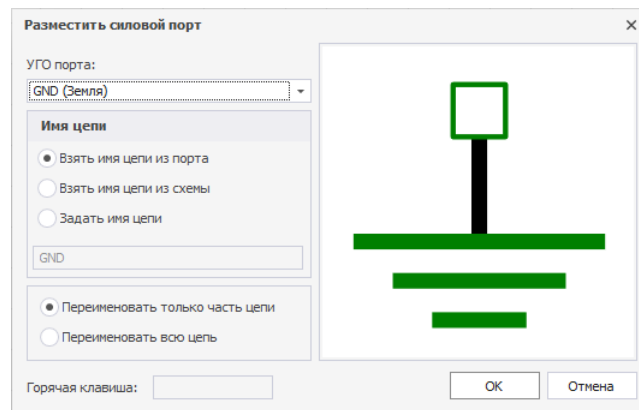 Разместить силовой порт
УГО порта:
GND (Земля)
Имя цепи
Взять имя цепи из порта
Взять имя цепи из схемы
Задать имя цепи
GND
Переименовать только часть цепи
Переименовать всю цепь
Горячая клавиша:
OK
Отмена